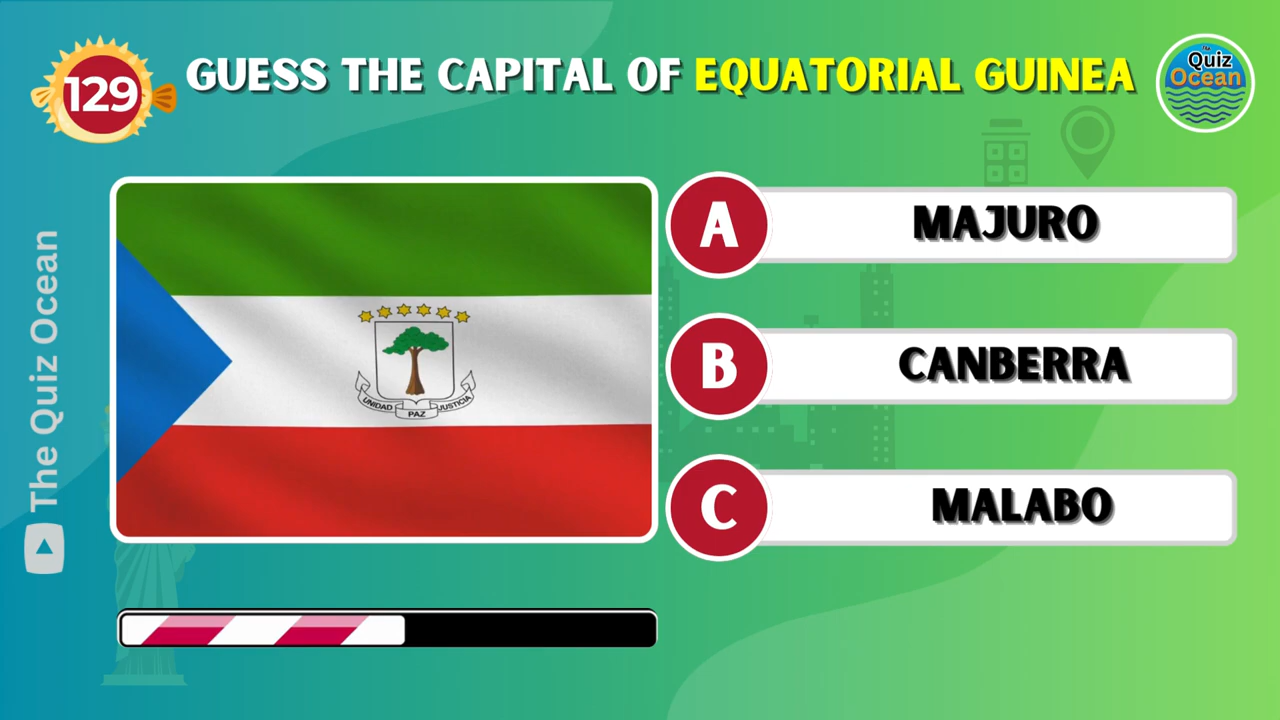 129
GUESS THE CAPITAL OF EQUATORIAL GUINEA
The Quiz Ocean
The Quiz Ocean
UNIDAD PAZ JUSTICIA
A MAJURO
B CANBERRA
C MALABO